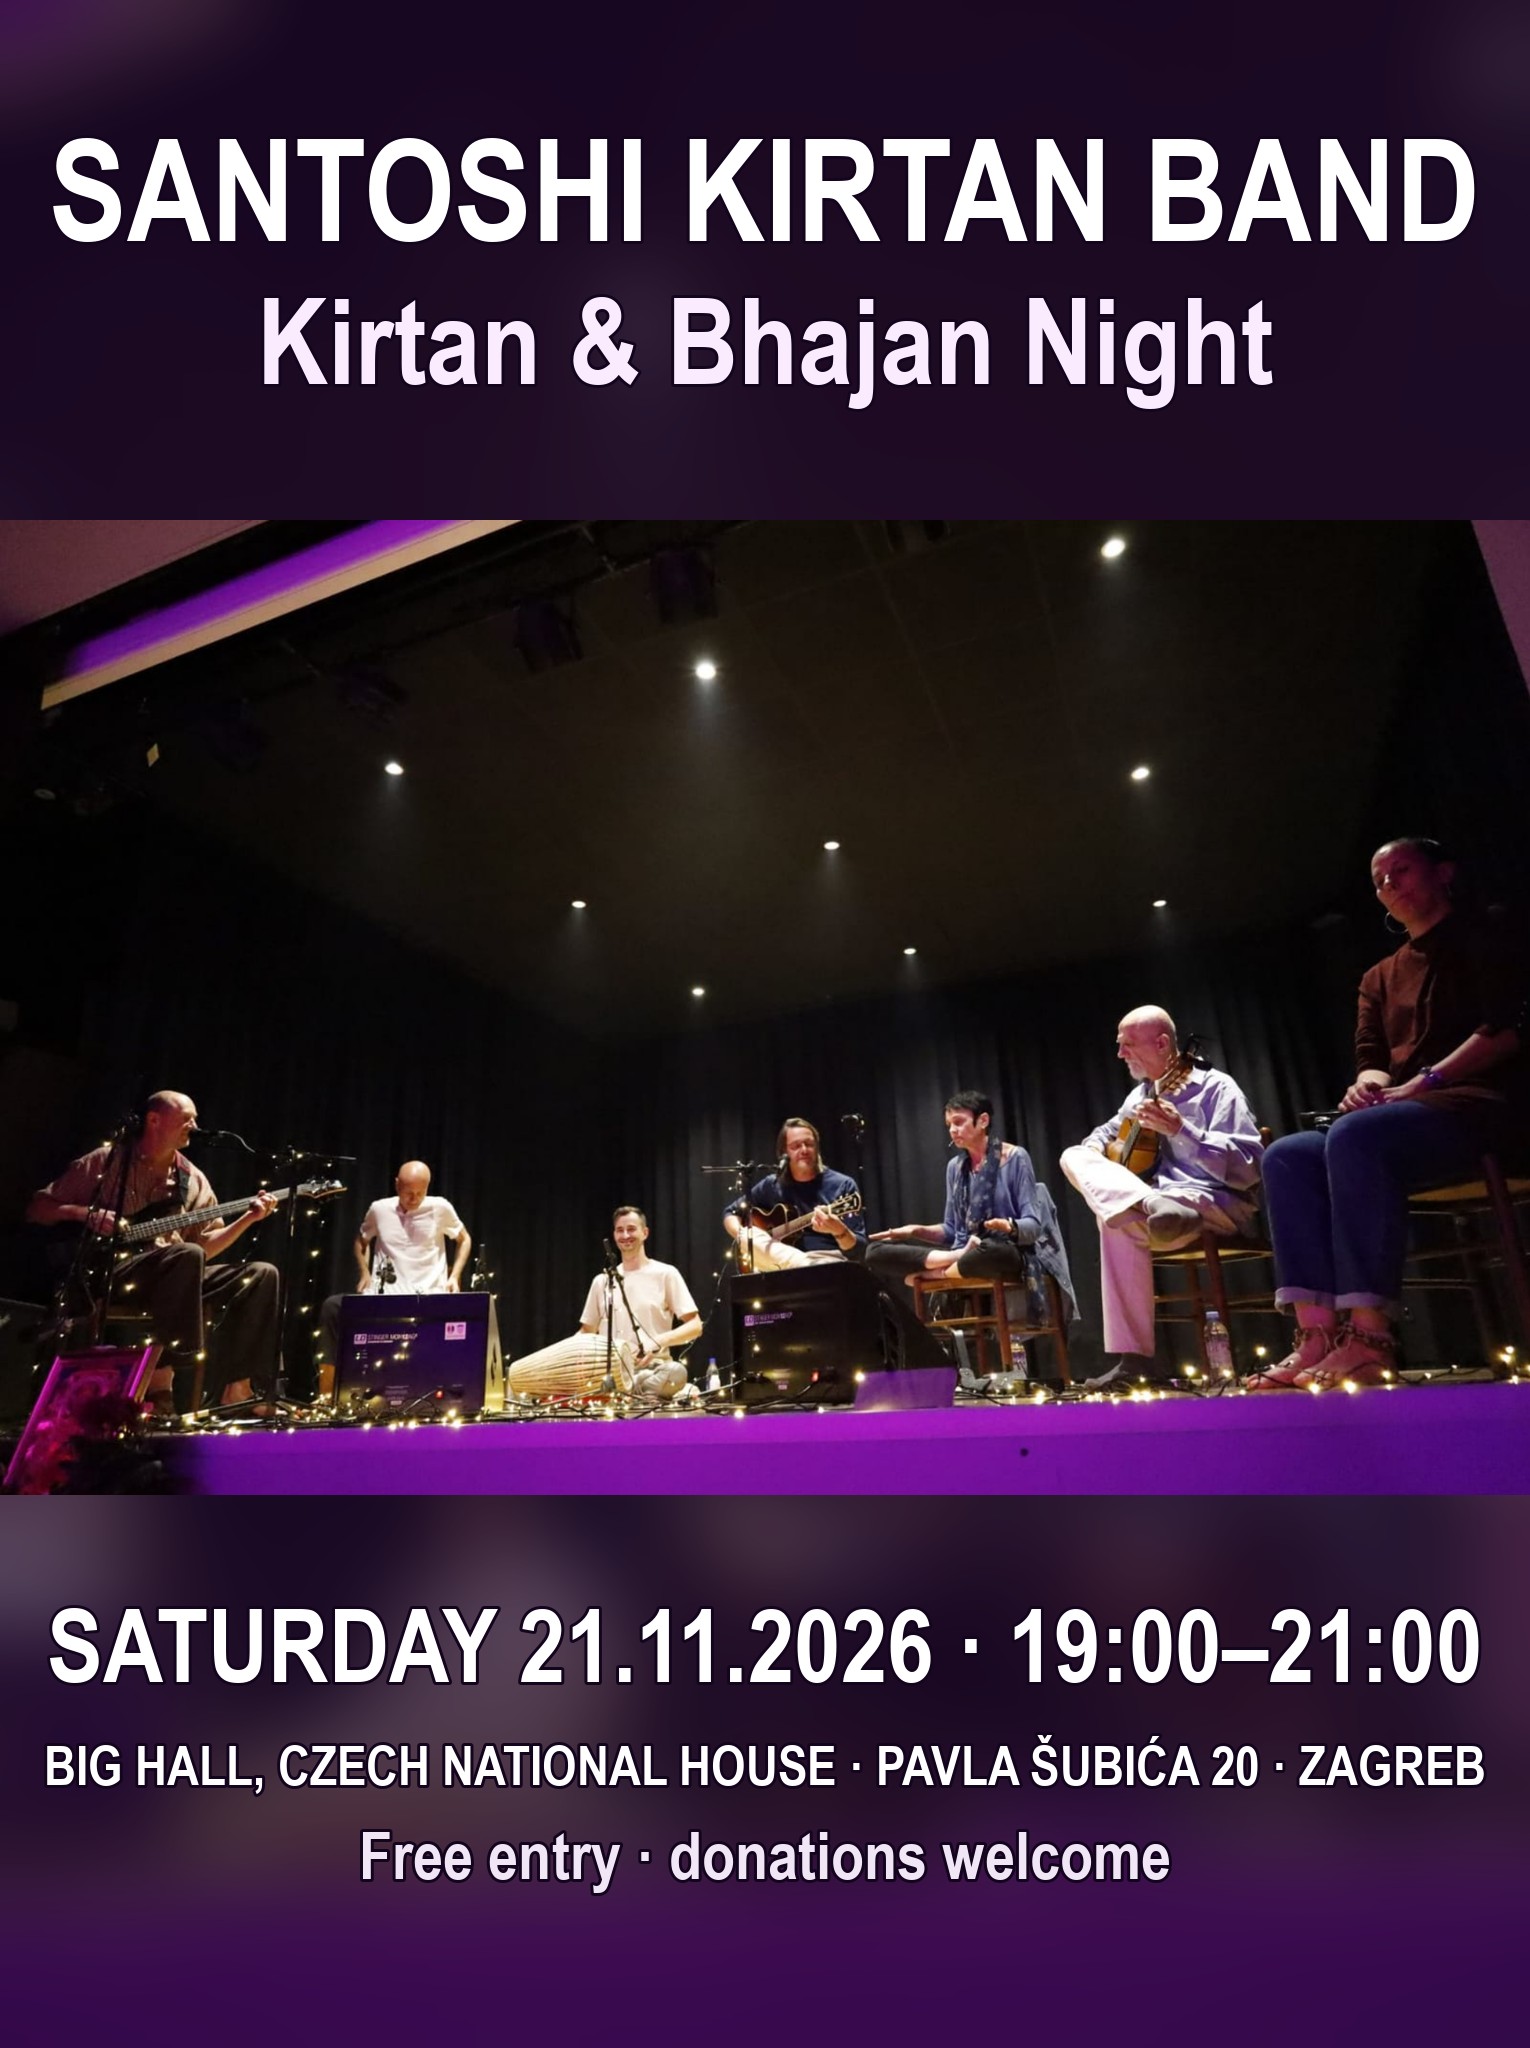 SANTOSHI KIRTAN BAND
Kirtan & Bhajan Night
SATURDAY 21.11.2026 · 19:00–21:00
BIG HALL, CZECH NATIONAL HOUSE · PAVLA ŠUBIĆA 20 · ZAGREB
Free entry · donations welcome